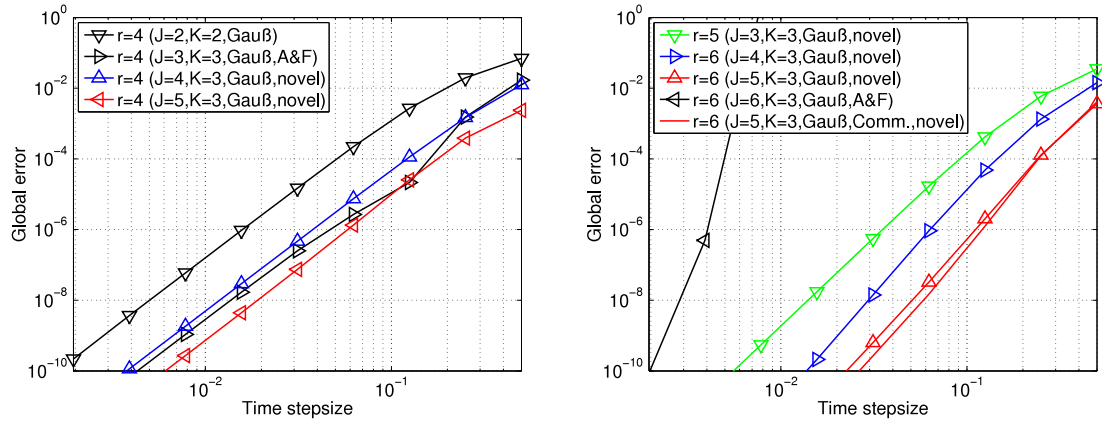 10^0
10^−2
10^−4
10^−6
10^−8
10^−10
Global error
r=4 (J=2,K=2,Gauß)
r=4 (J=3,K=3,Gauß,A&F)
r=4 (J=4,K=3,Gauß,novel)
r=4 (J=5,K=3,Gauß,novel)
10^−2
10^−1
Time stepsize
10^0
10^−2
10^−4
10^−6
10^−8
10^−10
Global error
r=5 (J=3,K=3,Gauß,novel)
r=6 (J=4,K=3,Gauß,novel)
r=6 (J=5,K=3,Gauß,novel)
r=6 (J=6,K=3,Gauß,A&F)
r=6 (J=5,K=3,Gauß,Comm.,novel)
10^−2
10^−1
Time stepsize